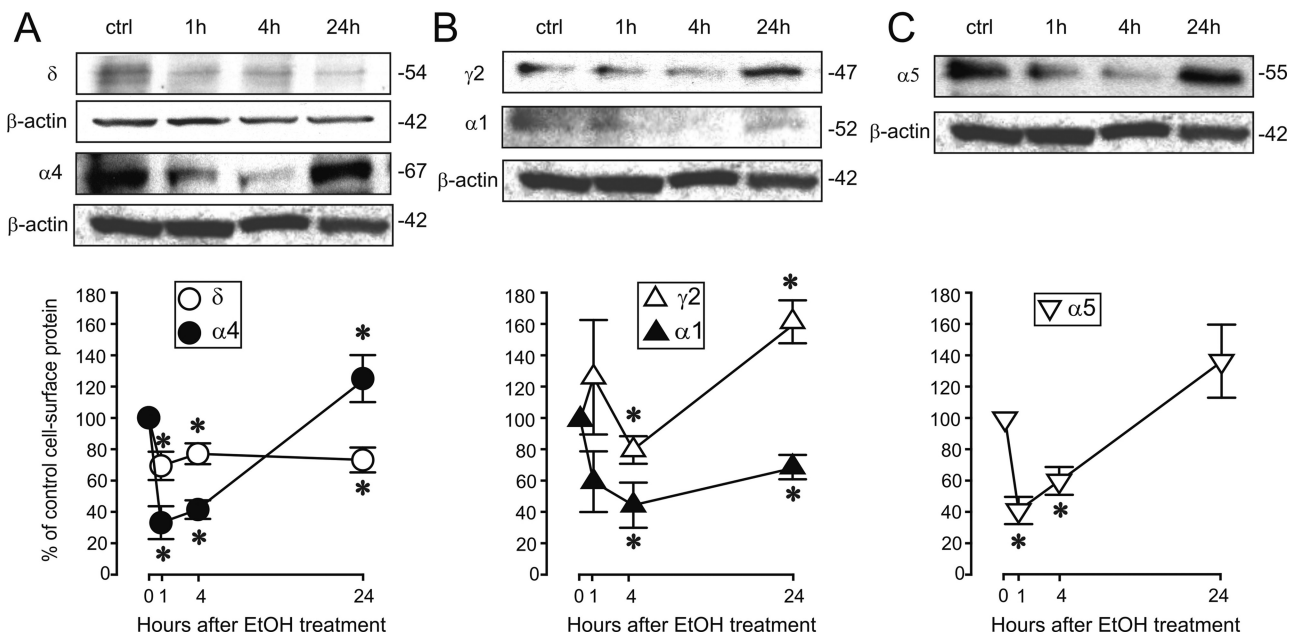 A
ctrl 1h 4h 24h
δ -54
β-actin -42
α4 -67
β-actin -42
B
ctrl 1h 4h 24h
γ2 -47
α1 -52
β-actin -42
C
ctrl 1h 4h 24h
α5 -55
β-actin -42
% of control cell-surface protein
180
160
140
120
100
80
60
40
20
0
δ
α4
* * * * * *
0 1 4 24
Hours after EtOH treatment
180
160
140
120
100
80
60
40
20
0
γ2
α1
* * * *
0 1 4 24
Hours after EtOH treatment
180
160
140
120
100
80
60
40
20
0
α5
* *
0 1 4 24
Hours after EtOH treatment